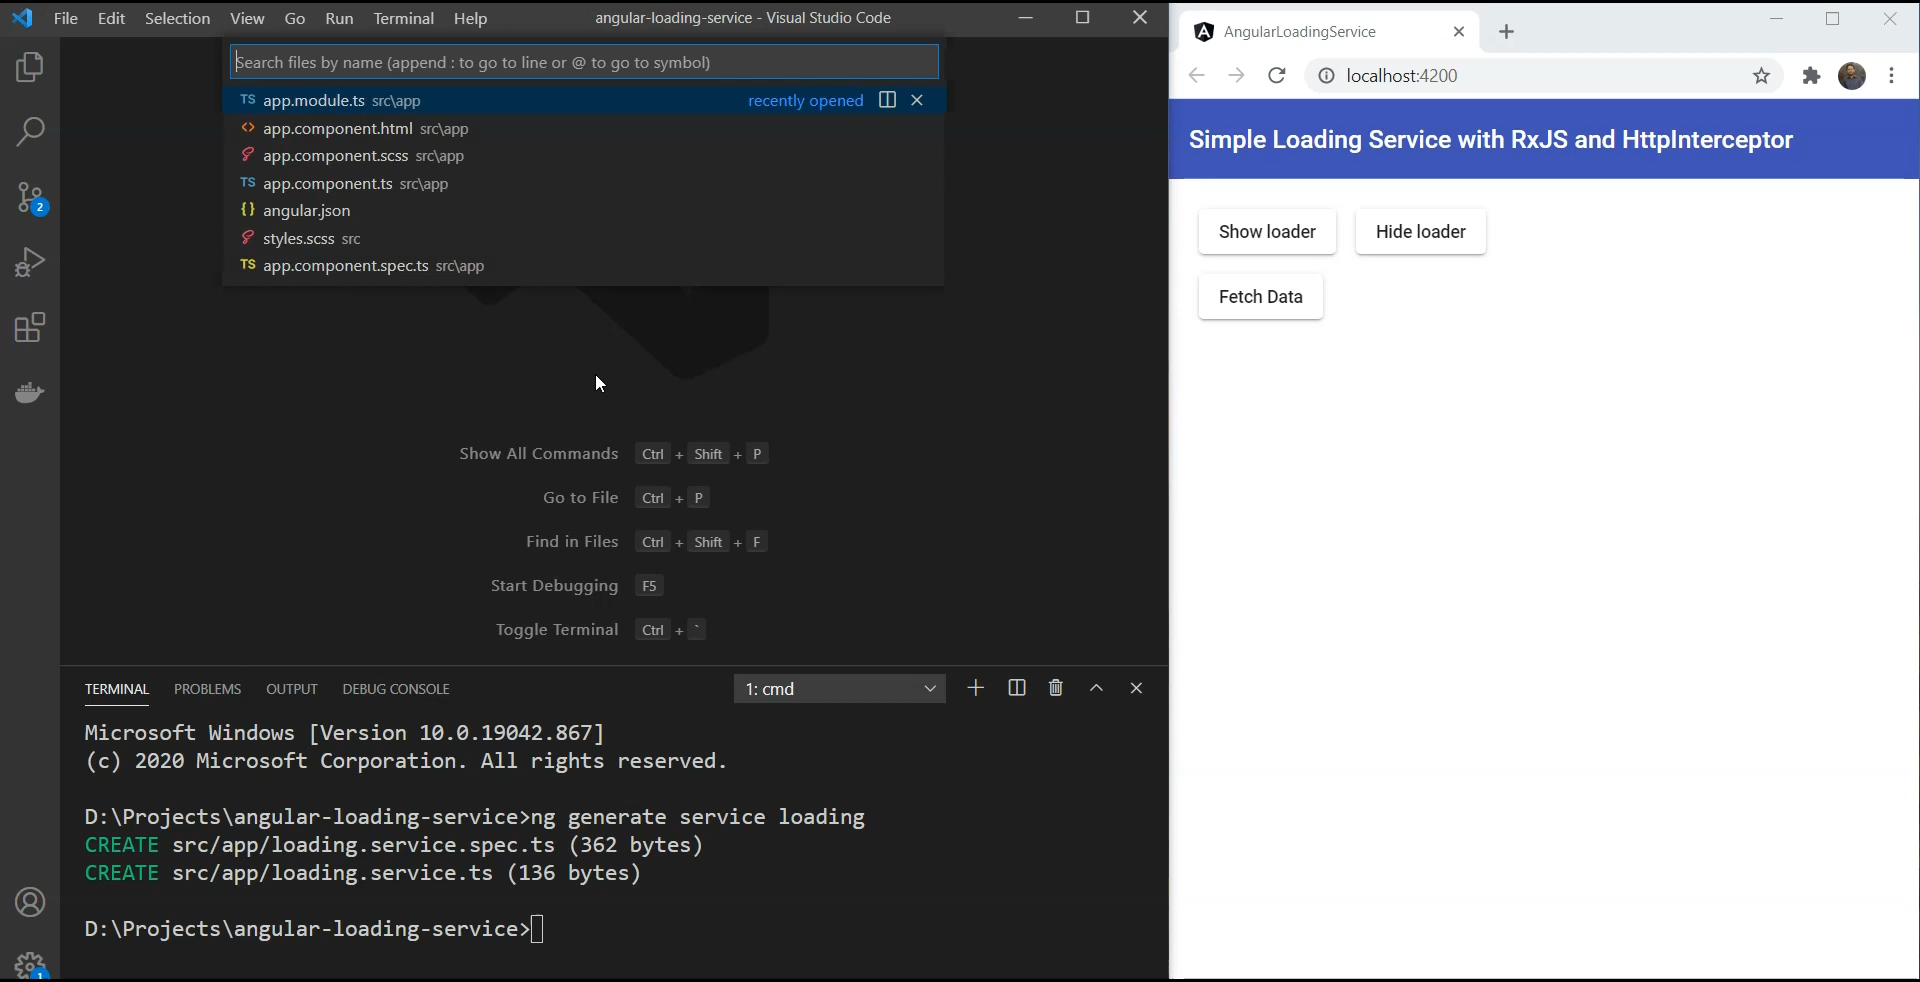 File Edit Selection View Go Run Terminal Help
angular-loading-service - Visual Studio Code
Search files by name (append : to go to line or @ to go to symbol)
TS app.module.ts src\app recently opened
<> app.component.html src\app
app.component.scss src\app
TS app.component.ts src\app
{} angular.json
styles.scss src
TS app.component.spec.ts src\app
2
Show All Commands Ctrl + Shift + P
Go to File Ctrl + P
Find in Files Ctrl + Shift + F
Start Debugging F5
Toggle Terminal Ctrl + `
TERMINAL PROBLEMS OUTPUT DEBUG CONSOLE 1: cmd
Microsoft Windows [Version 10.0.19042.867]
(c) 2020 Microsoft Corporation. All rights reserved.
D:\Projects\angular-loading-service>ng generate service loading
CREATE src/app/loading.service.spec.ts (362 bytes)
CREATE src/app/loading.service.ts (136 bytes)
D:\Projects\angular-loading-service>
1
AngularLoadingService
localhost:4200
Simple Loading Service with RxJS and HttpInterceptor
Show loader Hide loader
Fetch Data